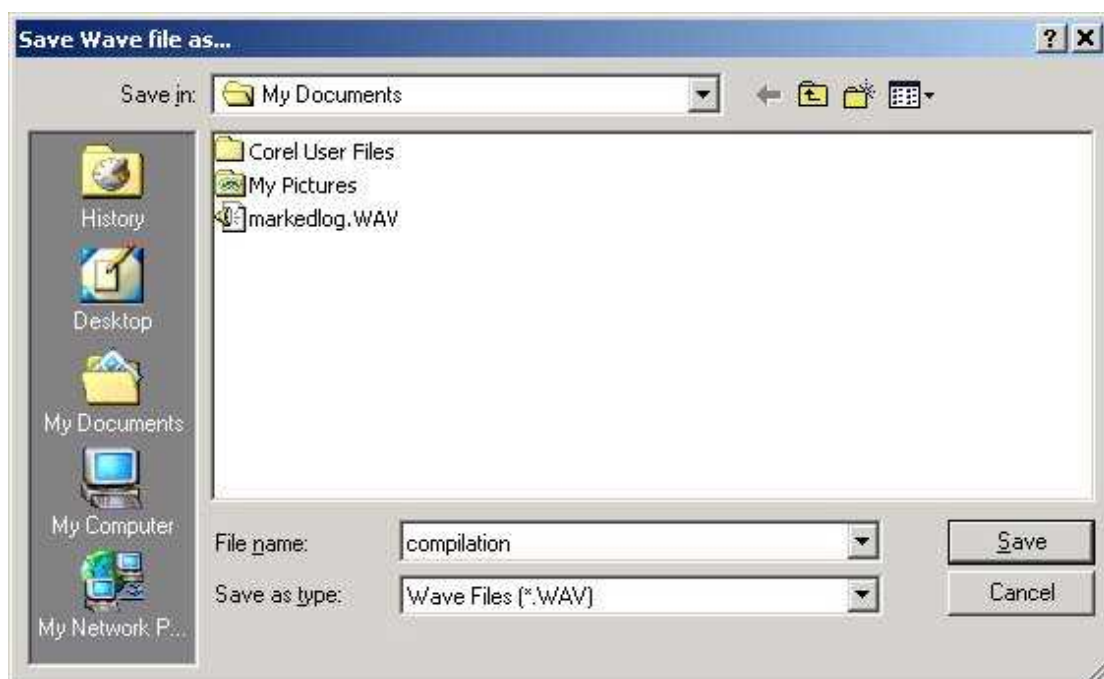 Save Wave file as...
Save in:
My Documents
Corel User Files
My Pictures
markedlog.WAV
History
Desktop
My Documents
My Computer
My Network P...
File name:
compilation
Save
Save as type:
Wave Files (*.WAV)
Cancel